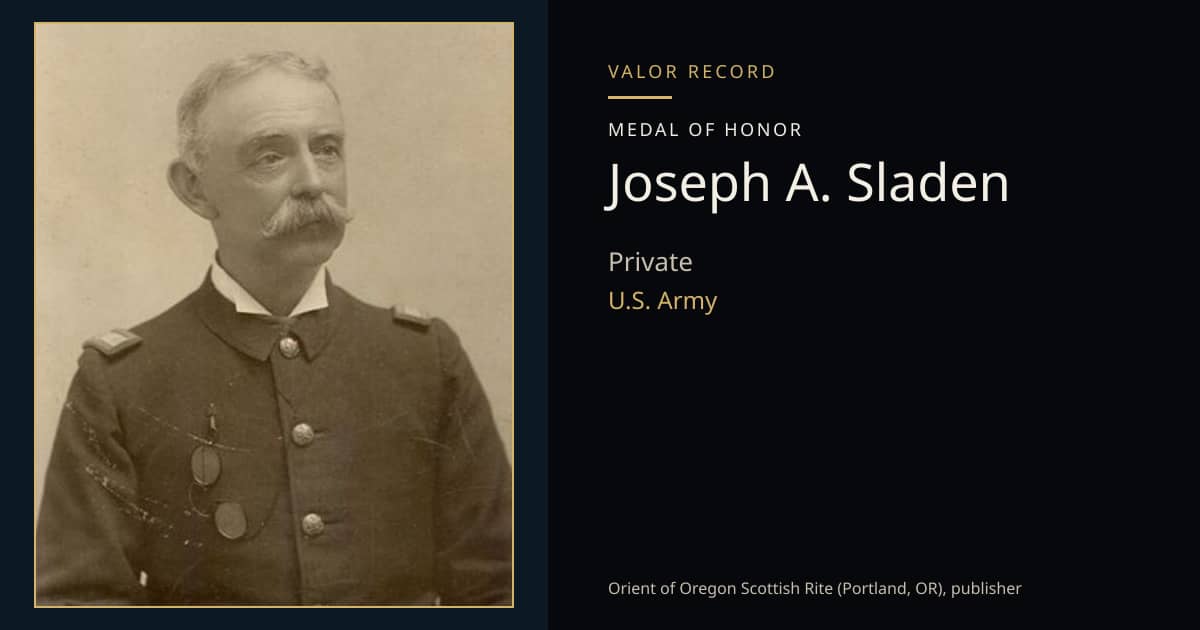 VALOR RECORD
MEDAL OF HONOR
Joseph A. Sladen
Private
U.S. Army
Orient of Oregon Scottish Rite (Portland, OR), publisher